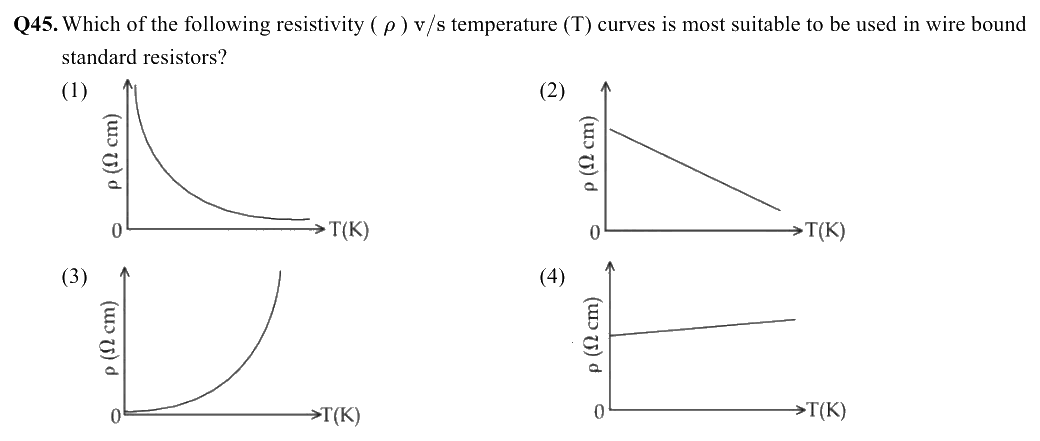 Q45. Which of the following resistivity ( ρ ) v/s temperature (T) curves is most suitable to be used in wire bound
standard resistors?
(1)
ρ (Ω cm)
0
T(K)
(2)
ρ (Ω cm)
0
T(K)
(3)
ρ (Ω cm)
0
T(K)
(4)
ρ (Ω cm)
0
T(K)